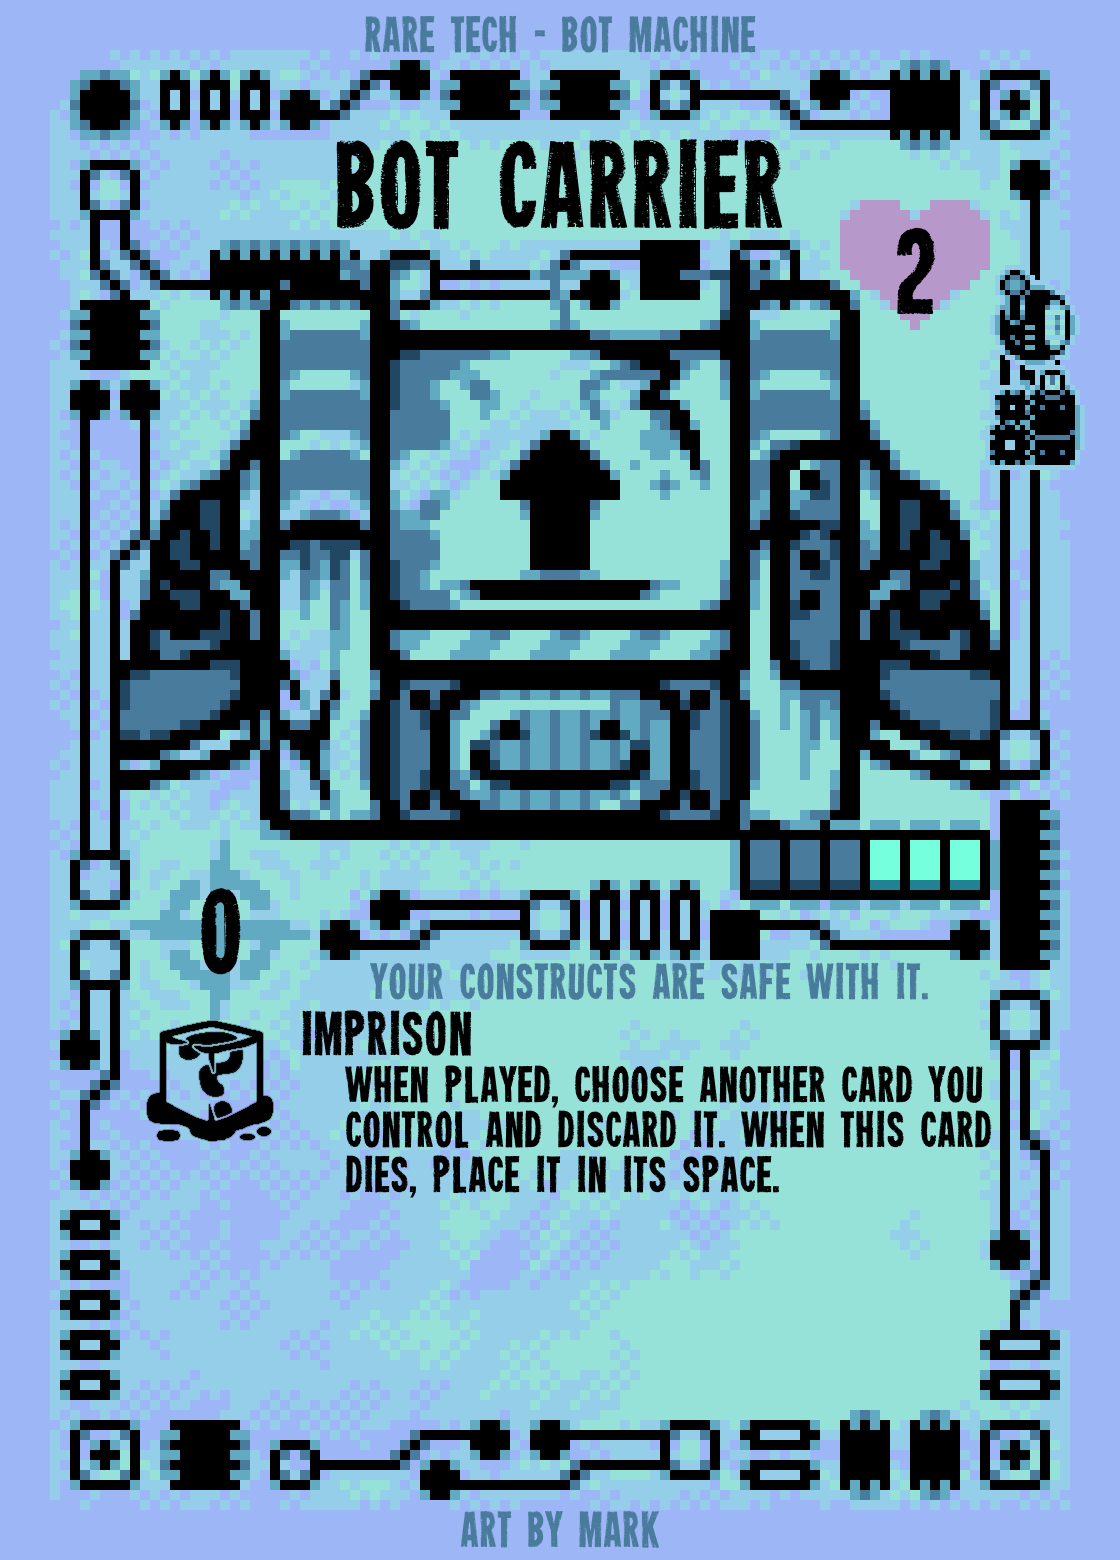 RARE TECH - BOT MACHINE
BOT CARRIER
2
0
YOUR CONSTRUCTS ARE SAFE WITH IT.
IMPRISON
WHEN PLAYED, CHOOSE ANOTHER CARD YOU
CONTROL AND DISCARD IT. WHEN THIS CARD
DIES, PLACE IT IN ITS SPACE.
ART BY MARK